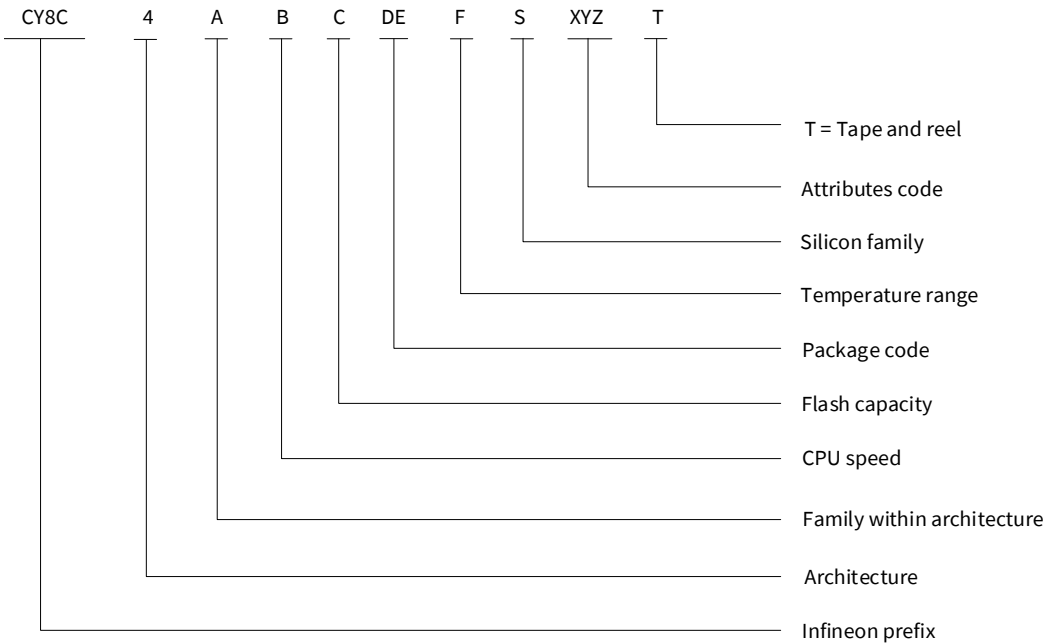 CY8C 4 A B C DE F S XYZ T
T = Tape and reel
Attributes code
Silicon family
Temperature range
Package code
Flash capacity
CPU speed
Family within architecture
Architecture
Infineon prefix